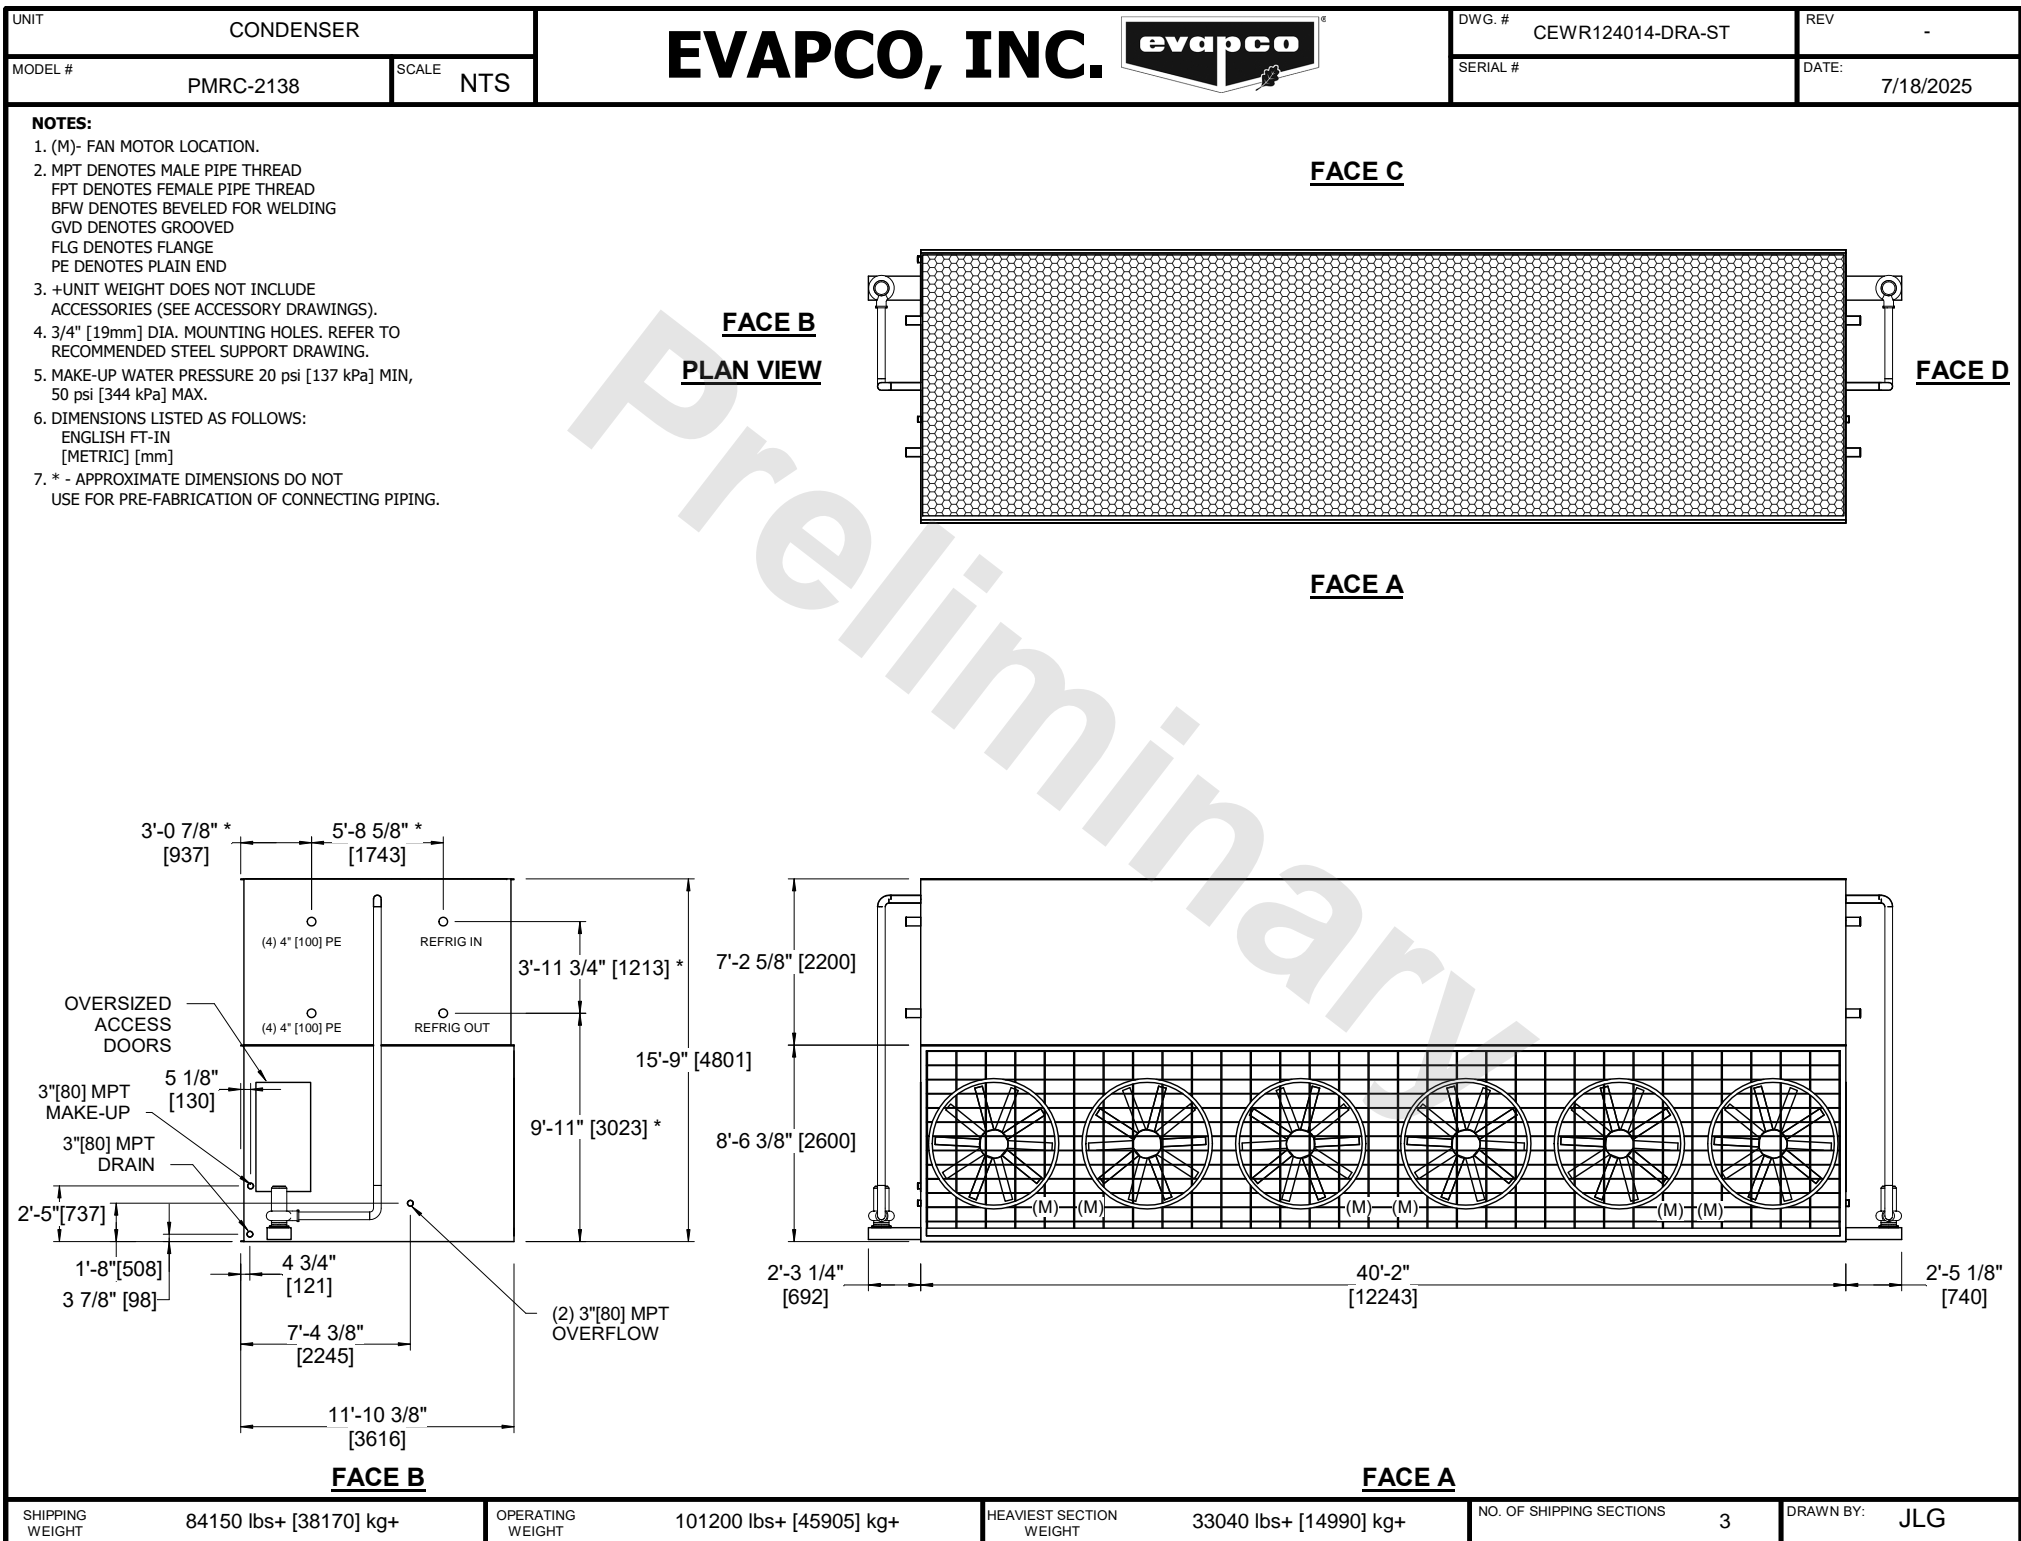 UNIT
CONDENSER
MODEL #
PMRC-2138
SCALE
NTS
EVAPCO, INC.
evapco
®
DWG. #
CEWR124014-DRA-ST
REV
-
SERIAL #
DATE:
7/18/2025
NOTES:
1. (M)- FAN MOTOR LOCATION.
2. MPT DENOTES MALE PIPE THREAD
FPT DENOTES FEMALE PIPE THREAD
BFW DENOTES BEVELED FOR WELDING
GVD DENOTES GROOVED
FLG DENOTES FLANGE
PE DENOTES PLAIN END
3. +UNIT WEIGHT DOES NOT INCLUDE
ACCESSORIES (SEE ACCESSORY DRAWINGS).
4. 3/4" [19mm] DIA. MOUNTING HOLES. REFER TO
RECOMMENDED STEEL SUPPORT DRAWING.
5. MAKE-UP WATER PRESSURE 20 psi [137 kPa] MIN,
50 psi [344 kPa] MAX.
6. DIMENSIONS LISTED AS FOLLOWS:
ENGLISH FT-IN
[METRIC] [mm]
7. * - APPROXIMATE DIMENSIONS DO NOT
USE FOR PRE-FABRICATION OF CONNECTING PIPING.
FACE C
FACE B
PLAN VIEW
FACE D
FACE A
Preliminary
3'-0 7/8" *
[937]
5'-8 5/8" *
[1743]
(4) 4" [100] PE
REFRIG IN
3'-11 3/4" [1213] *
(4) 4" [100] PE
REFRIG OUT
OVERSIZED
ACCESS
DOORS
15'-9" [4801]
5 1/8"
[130]
3"[80] MPT
MAKE-UP
9'-11" [3023] *
3"[80] MPT
DRAIN
2'-5"[737]
1'-8"[508]
3 7/8" [98]
4 3/4"
[121]
(2) 3"[80] MPT
OVERFLOW
7'-4 3/8"
[2245]
11'-10 3/8"
[3616]
FACE B
7'-2 5/8" [2200]
8'-6 3/8" [2600]
(M)
(M)
(M)
(M)
(M)
(M)
2'-3 1/4"
[692]
40'-2"
[12243]
2'-5 1/8"
[740]
FACE A
SHIPPING
WEIGHT
84150 lbs+ [38170] kg+
OPERATING
WEIGHT
101200 lbs+ [45905] kg+
HEAVIEST SECTION
WEIGHT
33040 lbs+ [14990] kg+
NO. OF SHIPPING SECTIONS
3
DRAWN BY:
JLG